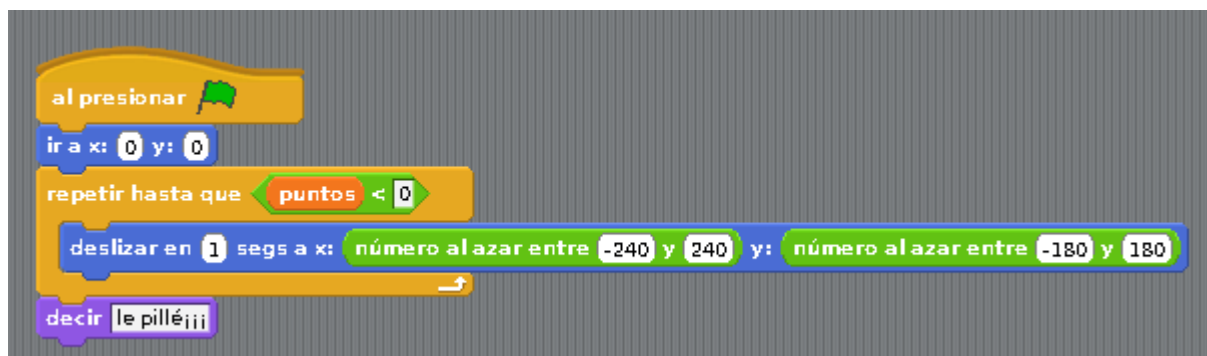 al presionar
ir a x: 0 y: 0
repetir hasta que puntos < 0
deslizar en 1 segs a x: número al azar entre -240 y 240 y: número al azar entre -180 y 180
decir le pillé¡¡¡